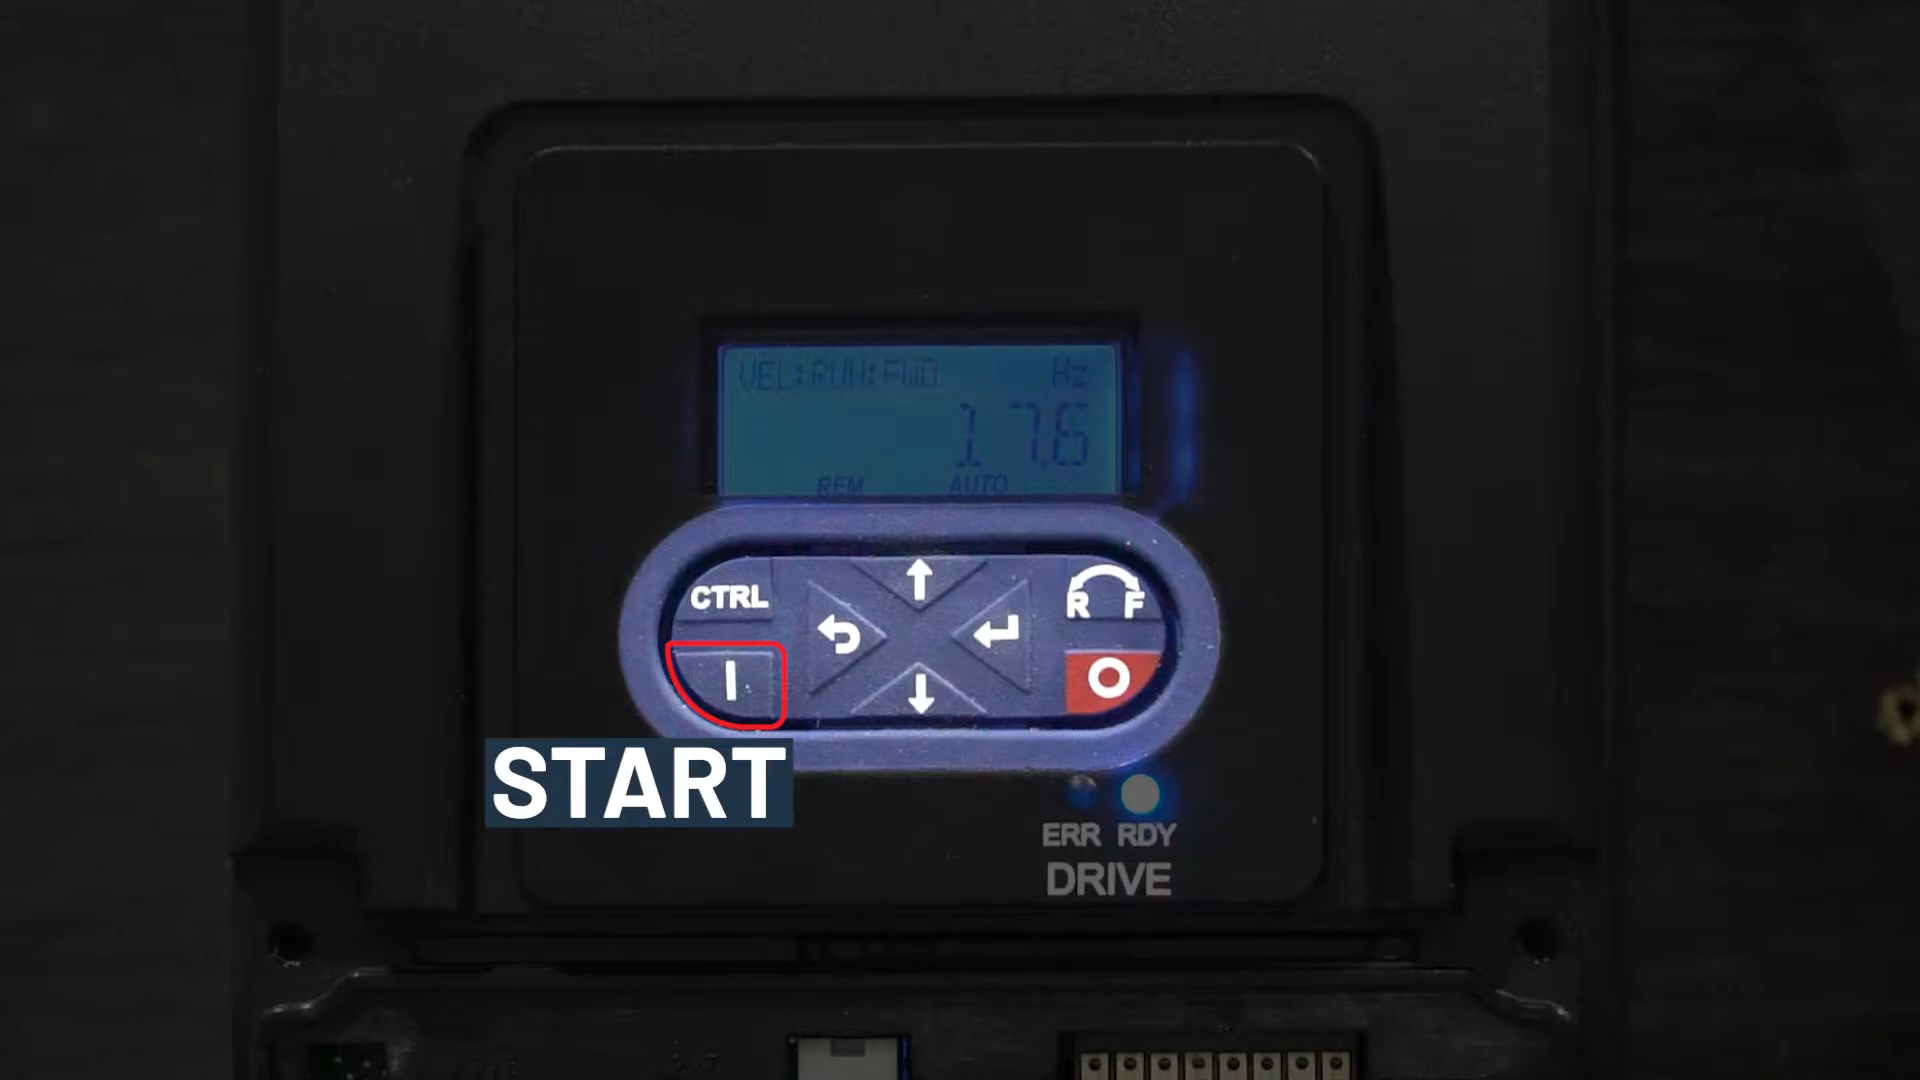 VEL:RUN:FWD Hz
17.6
REM AUTO
CTRL
R F
I
O
START
ERR RDY
DRIVE